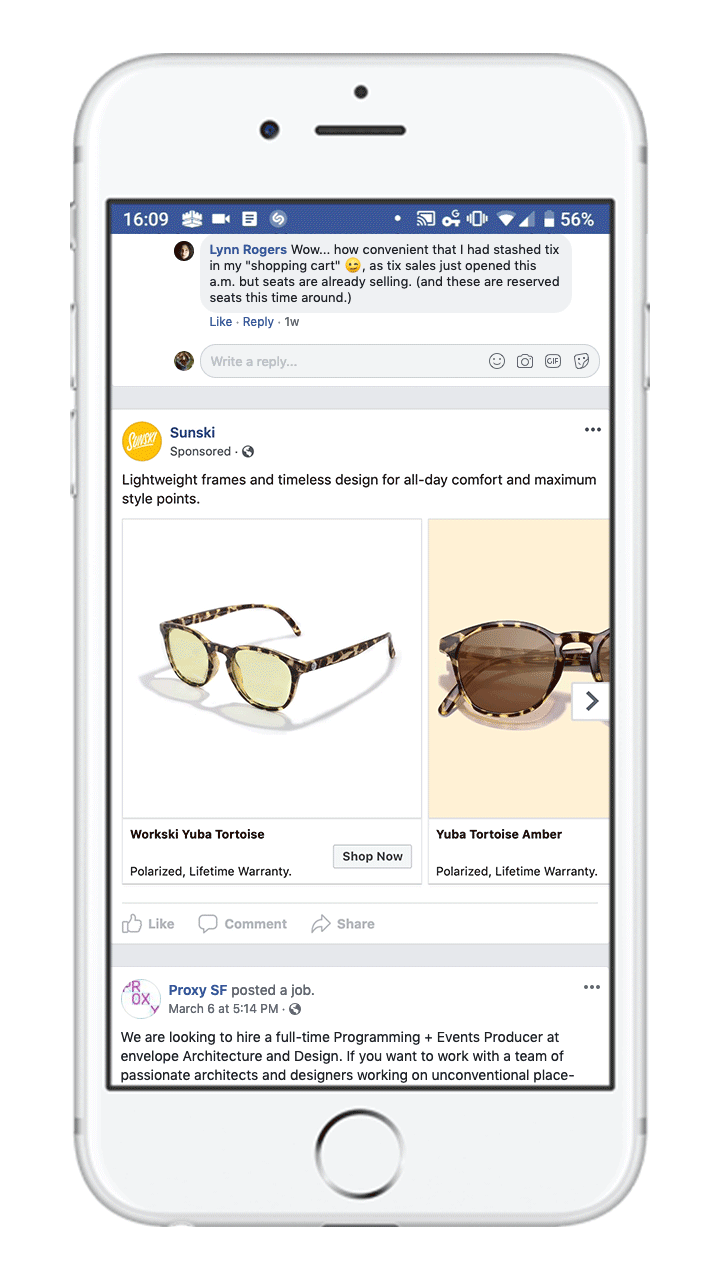 16:09
G
56%
Lynn Rogers Wow... how convenient that I had stashed tix
in my "shopping cart" 😉, as tix sales just opened this
a.m. but seats are already selling. (and these are reserved
seats this time around.)
Like · Reply · 1w
Write a reply...
GIF
SUNSKI
Sunski
Sponsored ·
Lightweight frames and timeless design for all-day comfort and maximum
style points.
Workski Yuba Tortoise
Shop Now
Polarized, Lifetime Warranty.
Yuba Tortoise Amber
Polarized, Lifetime Warranty.
Like
Comment
Share
PR
OX
Y
Proxy SF posted a job.
March 6 at 5:14 PM ·
We are looking to hire a full-time Programming + Events Producer at
envelope Architecture and Design. If you want to work with a team of
passionate architects and designers working on unconventional place-